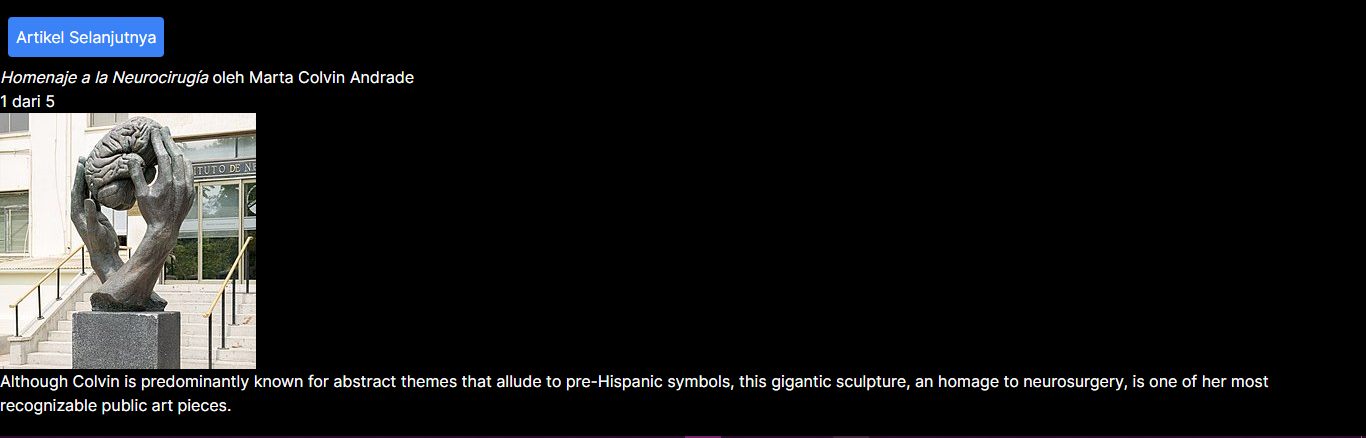 Artikel Selanjutnya
Homenaje a la Neurocirugía oleh Marta Colvin Andrade
1 dari 5
TUTO DE NE
Although Colvin is predominantly known for abstract themes that allude to pre-Hispanic symbols, this gigantic sculpture, an homage to neurosurgery, is one of her most
recognizable public art pieces.